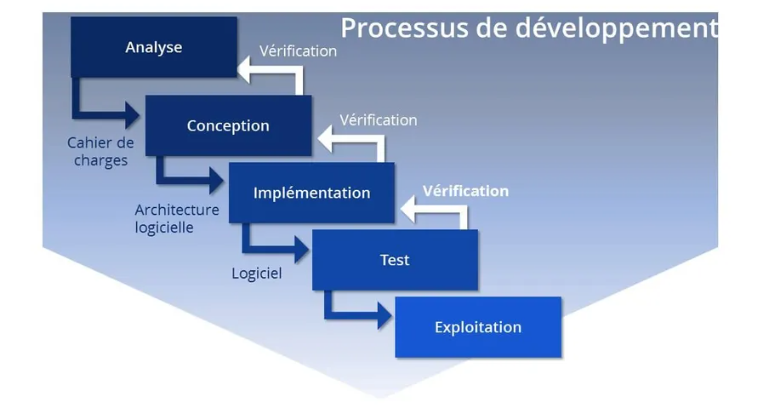 Processus de développement
Analyse
Vérification
Conception
Cahier de
charges
Vérification
Implémentation
Architecture
logicielle
Vérification
Test
Logiciel
Exploitation